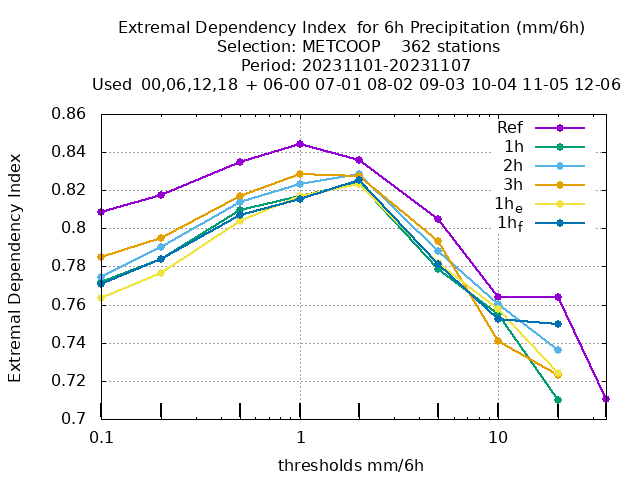 Extremal Dependency Index  for 6h Precipitation (mm/6h)
Selection: METCOOP    362 stations
Period: 20231101-20231107
Used  00,06,12,18  + 06-00 07-01 08-02 09-03 10-04 11-05 12-06
Extremal Dependency Index
0.86
0.84
0.82
0.8
0.78
0.76
0.74
0.72
0.7
0.1
1
10
100
thresholds mm/6h
Ref
1h
2h
3h
1he
1hf